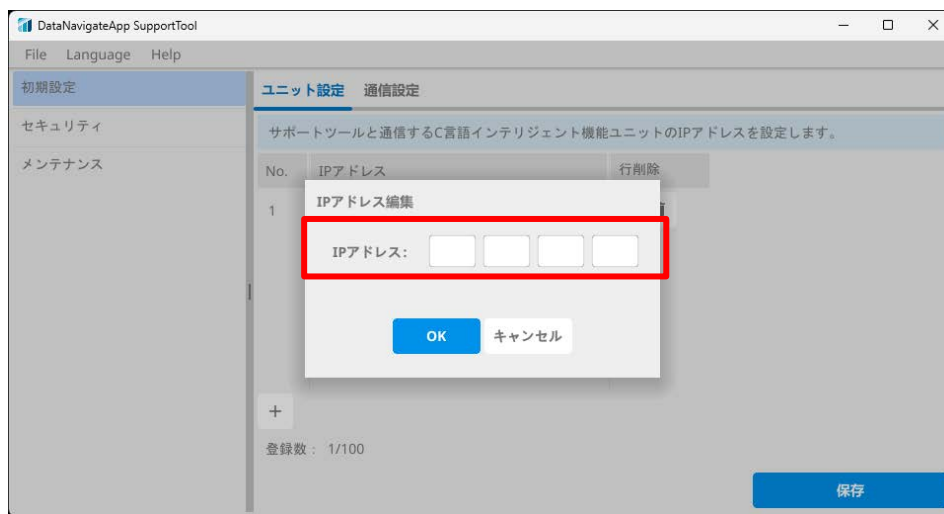 DataNavigateApp SupportTool
File Language Help
初期設定
セキュリティ
メンテナンス
ユニット設定 通信設定
サポートツールと通信するC言語インテリジェント機能ユニットのIPアドレスを設定します。
No. IPアドレス 行削除
1
IPアドレス編集
IPアドレス:
OK キャンセル
+
登録数 : 1/100
保存